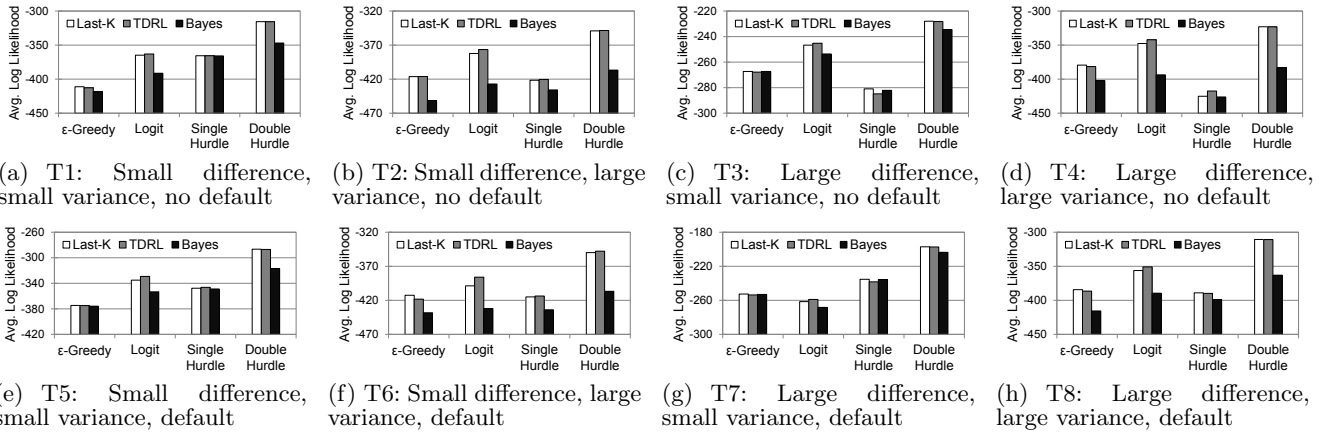 Avg. Log Likelihood
-300
-350
-400
-450
Last-K TDRL Bayes
ε-Greedy Logit Single Hurdle Double Hurdle
(a) T1: Small difference,
small variance, no default
Avg. Log Likelihood
-320
-370
-420
-470
Last-K TDRL Bayes
ε-Greedy Logit Single Hurdle Double Hurdle
(b) T2: Small difference, large
variance, no default
Avg. Log Likelihood
-220
-240
-260
-280
-300
Last-K TDRL Bayes
ε-Greedy Logit Single Hurdle Double Hurdle
(c) T3: Large difference,
small variance, no default
Avg. Log Likelihood
-300
-350
-400
-450
Last-K TDRL Bayes
ε-Greedy Logit Single Hurdle Double Hurdle
(d) T4: Large difference,
large variance, no default
Avg. Log Likelihood
-260
-300
-340
-380
-420
Last-K TDRL Bayes
ε-Greedy Logit Single Hurdle Double Hurdle
(e) T5: Small difference,
small variance, default
Avg. Log Likelihood
-320
-370
-420
-470
Last-K TDRL Bayes
ε-Greedy Logit Single Hurdle Double Hurdle
(f) T6: Small difference, large
variance, default
Avg. Log Likelihood
-180
-220
-260
-300
Last-K TDRL Bayes
ε-Greedy Logit Single Hurdle Double Hurdle
(g) T7: Large difference,
small variance, default
Avg. Log Likelihood
-300
-350
-400
-450
Last-K TDRL Bayes
ε-Greedy Logit Single Hurdle Double Hurdle
(h) T8: Large difference,
large variance, default